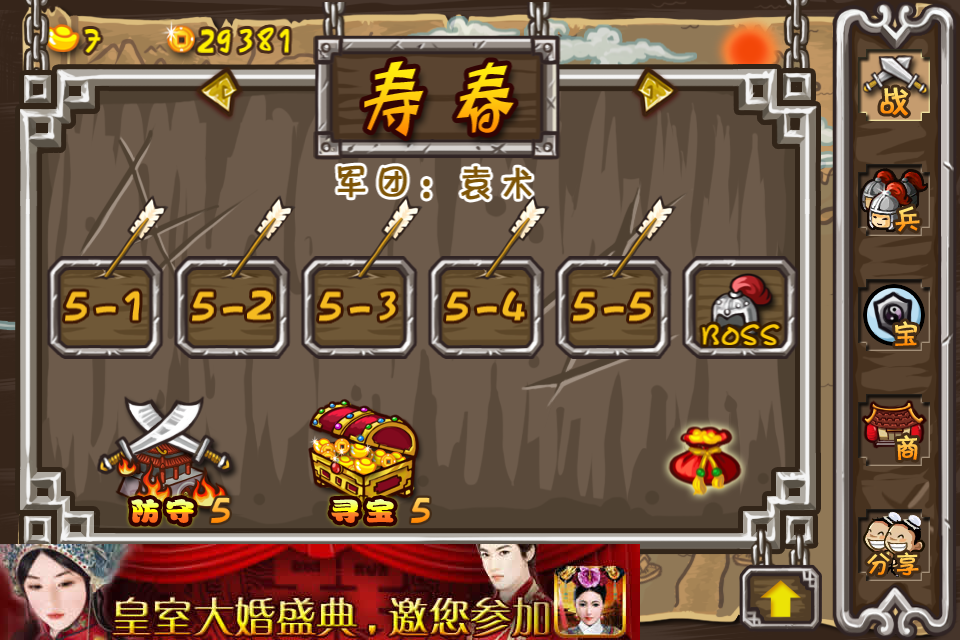 7
29381
寿春
军团：袁术
5-1
5-2
5-3
5-4
5-5
BOSS
防守 5
寻宝 5
皇室大婚盛典，邀您参加
战
兵
宝
商
分享